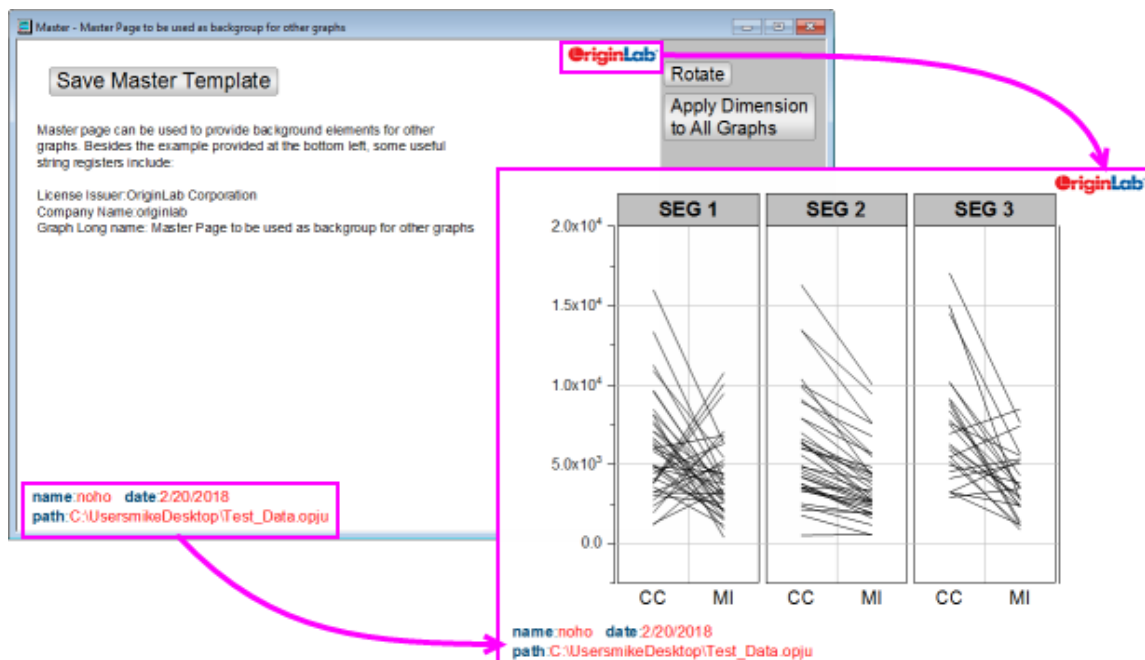 Master - Master Page to be used as backgroup for other graphs
OriginLab
Save Master Template
Rotate
Apply Dimension
to All Graphs
Master page can be used to provide background elements for other
graphs. Besides the example provided at the bottom left, some useful
string registers include:
License Issuer:OriginLab Corporation
Company Name:originlab
Graph Long name: Master Page to be used as backgroup for other graphs
name:noho date:2/20/2018
path:C:\UsersmikeDesktop\Test_Data.opju
OriginLab
SEG 1 SEG 2 SEG 3
2.0x10⁴
1.5x10⁴
1.0x10⁴
5.0x10³
0.0
CC MI CC MI CC MI
name:noho date:2/20/2018
path:C:\UsersmikeDesktop\Test_Data.opju